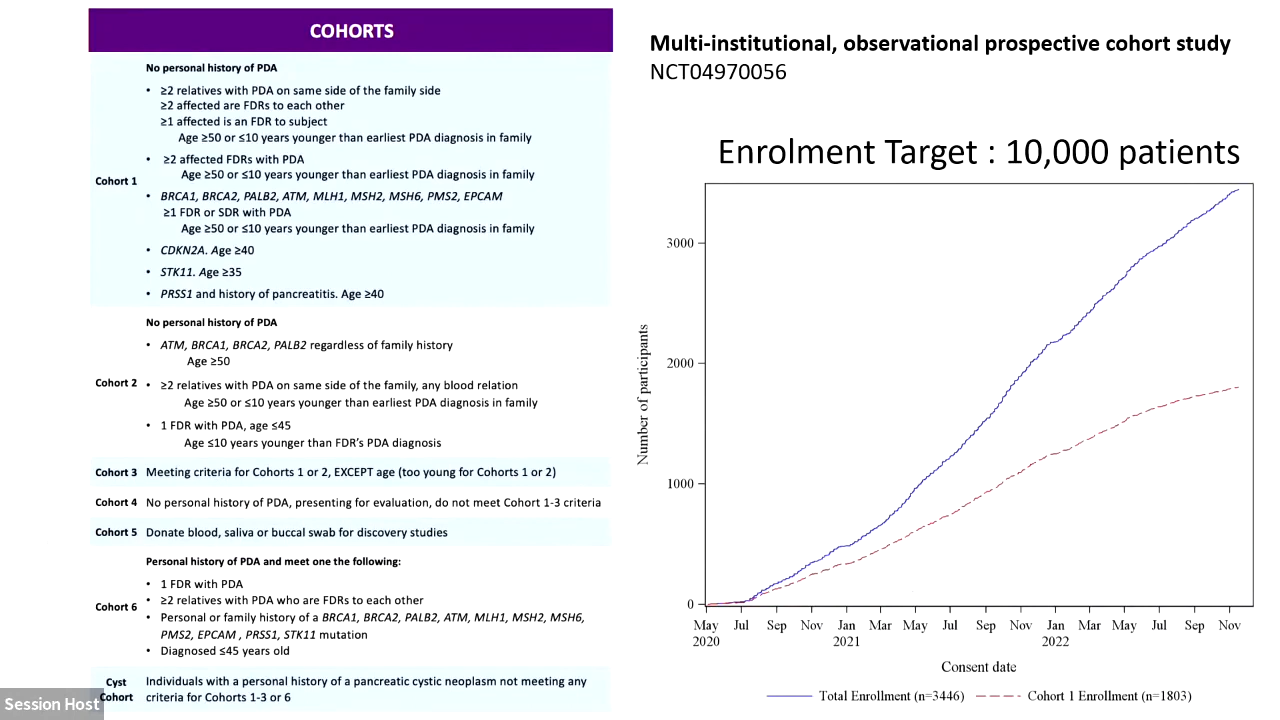 COHORTS
Cohort 1
No personal history of PDA
• ≥2 relatives with PDA on same side of the family side
≥2 affected are FDRs to each other
≥1 affected is an FDR to subject
Age ≥50 or ≤10 years younger than earliest PDA diagnosis in family
• ≥2 affected FDRs with PDA
Age ≥50 or ≤10 years younger than earliest PDA diagnosis in family
• BRCA1, BRCA2, PALB2, ATM, MLH1, MSH2, MSH6, PMS2, EPCAM
≥1 FDR or SDR with PDA
Age ≥50 or ≤10 years younger than earliest PDA diagnosis in family
• CDKN2A. Age ≥40
• STK11. Age ≥35
• PRSS1 and history of pancreatitis. Age ≥40
Cohort 2
No personal history of PDA
• ATM, BRCA1, BRCA2, PALB2 regardless of family history
Age ≥50
• ≥2 relatives with PDA on same side of the family, any blood relation
Age ≥50 or ≤10 years younger than earliest PDA diagnosis in family
• 1 FDR with PDA, age ≤45
Age ≤10 years younger than FDR's PDA diagnosis
Cohort 3 Meeting criteria for Cohorts 1 or 2, EXCEPT age (too young for Cohorts 1 or 2)
Cohort 4 No personal history of PDA, presenting for evaluation, do not meet Cohort 1-3 criteria
Cohort 5 Donate blood, saliva or buccal swab for discovery studies
Cohort 6
Personal history of PDA and meet one the following:
• 1 FDR with PDA
• ≥2 relatives with PDA who are FDRs to each other
• Personal or family history of a BRCA1, BRCA2, PALB2, ATM, MLH1, MSH2, MSH6,
PMS2, EPCAM , PRSS1, STK11 mutation
• Diagnosed ≤45 years old
Cyst
Cohort
Individuals with a personal history of a pancreatic cystic neoplasm not meeting any
criteria for Cohorts 1-3 or 6
Session Host
Multi-institutional, observational prospective cohort study
NCT04970056
Enrolment Target : 10,000 patients
Number of participants
3000
2000
1000
0
May Jul Sep Nov Jan Mar May Jul Sep Nov Jan Mar May Jul Sep Nov
2020 2021 2022
Consent date
Total Enrollment (n=3446) Cohort 1 Enrollment (n=1803)